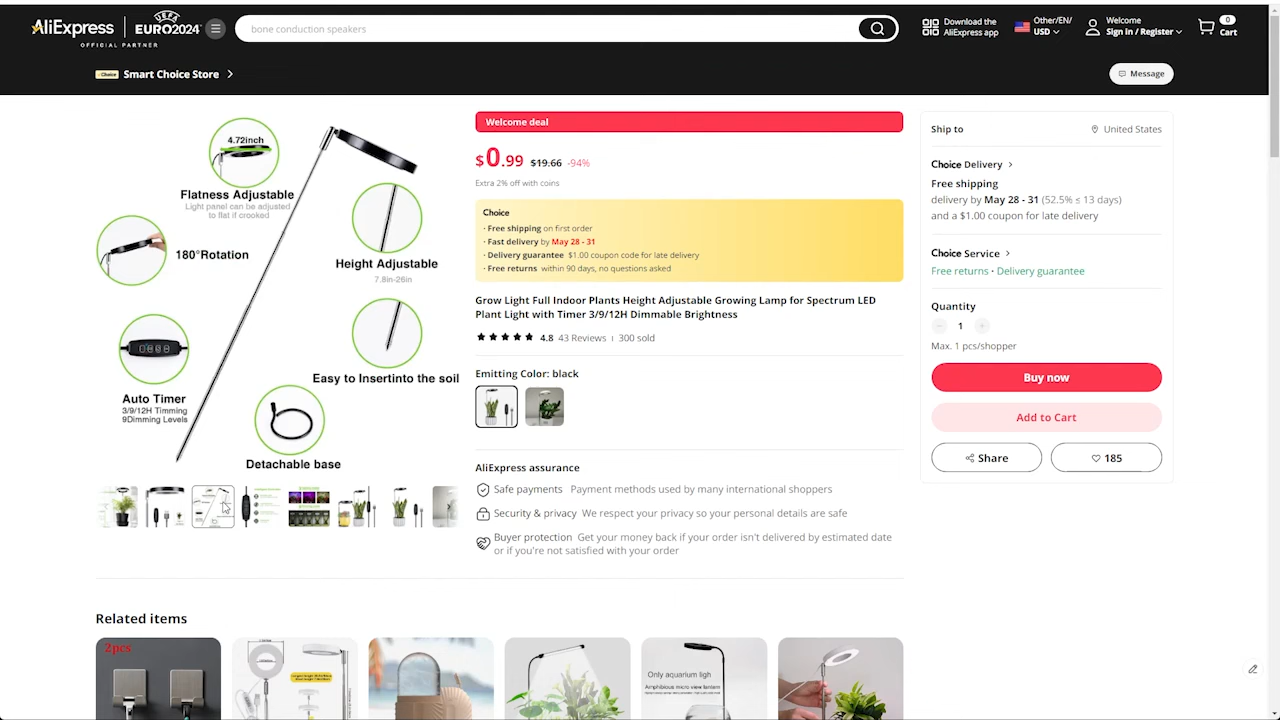 AliExpress
UEFA
EURO2024
OFFICIAL PARTNER
bone conduction speakers
Download the
AliExpress app
Other/EN/
USD
Welcome
Sign in / Register
0
Cart
Choice
Smart Choice Store
Message
4.72inch
Flatness Adjustable
Light panel can be adjusted
to flat if crooked
180°Rotation
Height Adjustable
7.8in-26in
Easy to Insertinto the soil
Auto Timer
3/9/12H Timming
9Dimming Levels
Detachable base
Welcome deal
$0.99 $19.66 -94%
Extra 2% off with coins
Choice
· Free shipping on first order
· Fast delivery by May 28 - 31
· Delivery guarantee $1.00 coupon code for late delivery
· Free returns within 90 days, no questions asked
Grow Light Full Indoor Plants Height Adjustable Growing Lamp for Spectrum LED
Plant Light with Timer 3/9/12H Dimmable Brightness
4.8 43 Reviews 300 sold
Emitting Color: black
AliExpress assurance
Safe payments Payment methods used by many international shoppers
Security & privacy We respect your privacy so your personal details are safe
Buyer protection Get your money back if your order isn't delivered by estimated date
or if you're not satisfied with your order
Ship to
United States
Choice Delivery
Free shipping
delivery by May 28 - 31 (52.5% ≤ 13 days)
and a $1.00 coupon for late delivery
Choice Service
Free returns · Delivery guarantee
Quantity
- 1 +
Max. 1 pcs/shopper
Buy now
Add to Cart
Share
185
Related items
2pcs
Only aquarium ligh
Amphibious micro view lantern